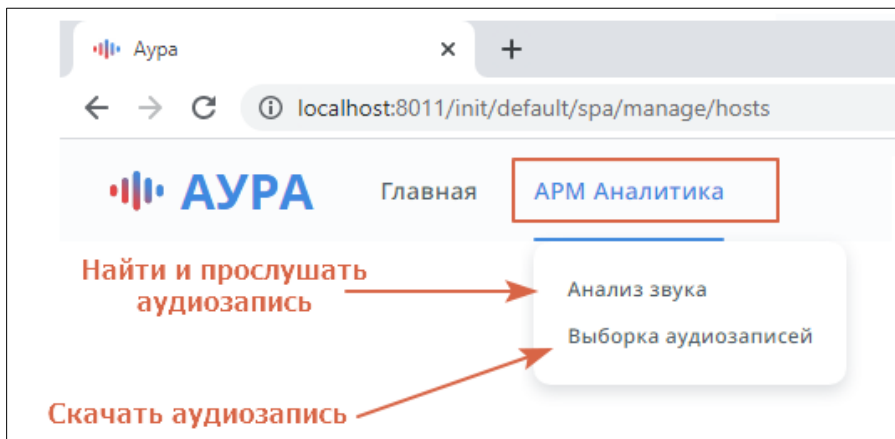 Аура
localhost:8011/init/default/spa/manage/hosts
АУРА Главная АРМ Аналитика
Найти и прослушать
аудиозапись
Анализ звука
Выборка аудиозаписей
Скачать аудиозапись